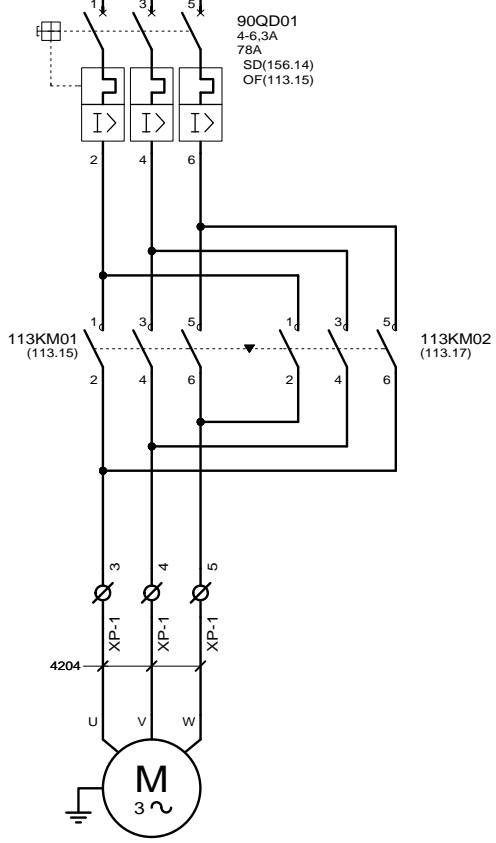 1 3 5
90QD01
4-6,3A
78A
SD(156.14)
OF(113.15)
I> I> I>
2 4 6
1 3 5 1 3 5
113KM01
(113.15)
113KM02
(113.17)
2 4 6 2 4 6
3 4 5
XP-1 XP-1 XP-1
4204
U V W
M
3 ~